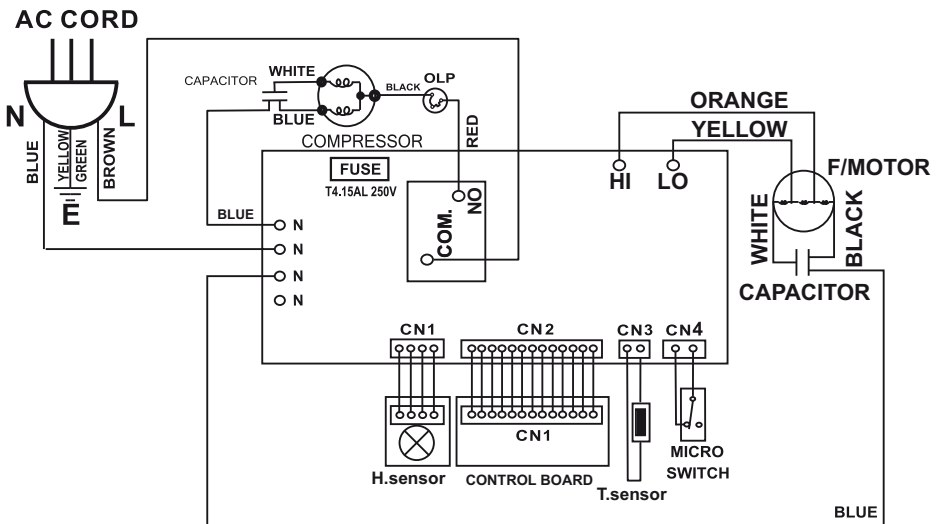 AC CORD
N
L
BLUE
YELLOW
GREEN
BROWN
E
CAPACITOR
WHITE
BLUE
BLACK
OLP
RED
COMPRESSOR
FUSE
T4.15AL 250V
BLUE
N
N
N
N
COM.
NO
HI
LO
ORANGE
YELLOW
F/MOTOR
WHITE
BLACK
CAPACITOR
CN1
CN2
CN3
CN4
CN1
H.sensor
CONTROL BOARD
T.sensor
MICRO
SWITCH
BLUE